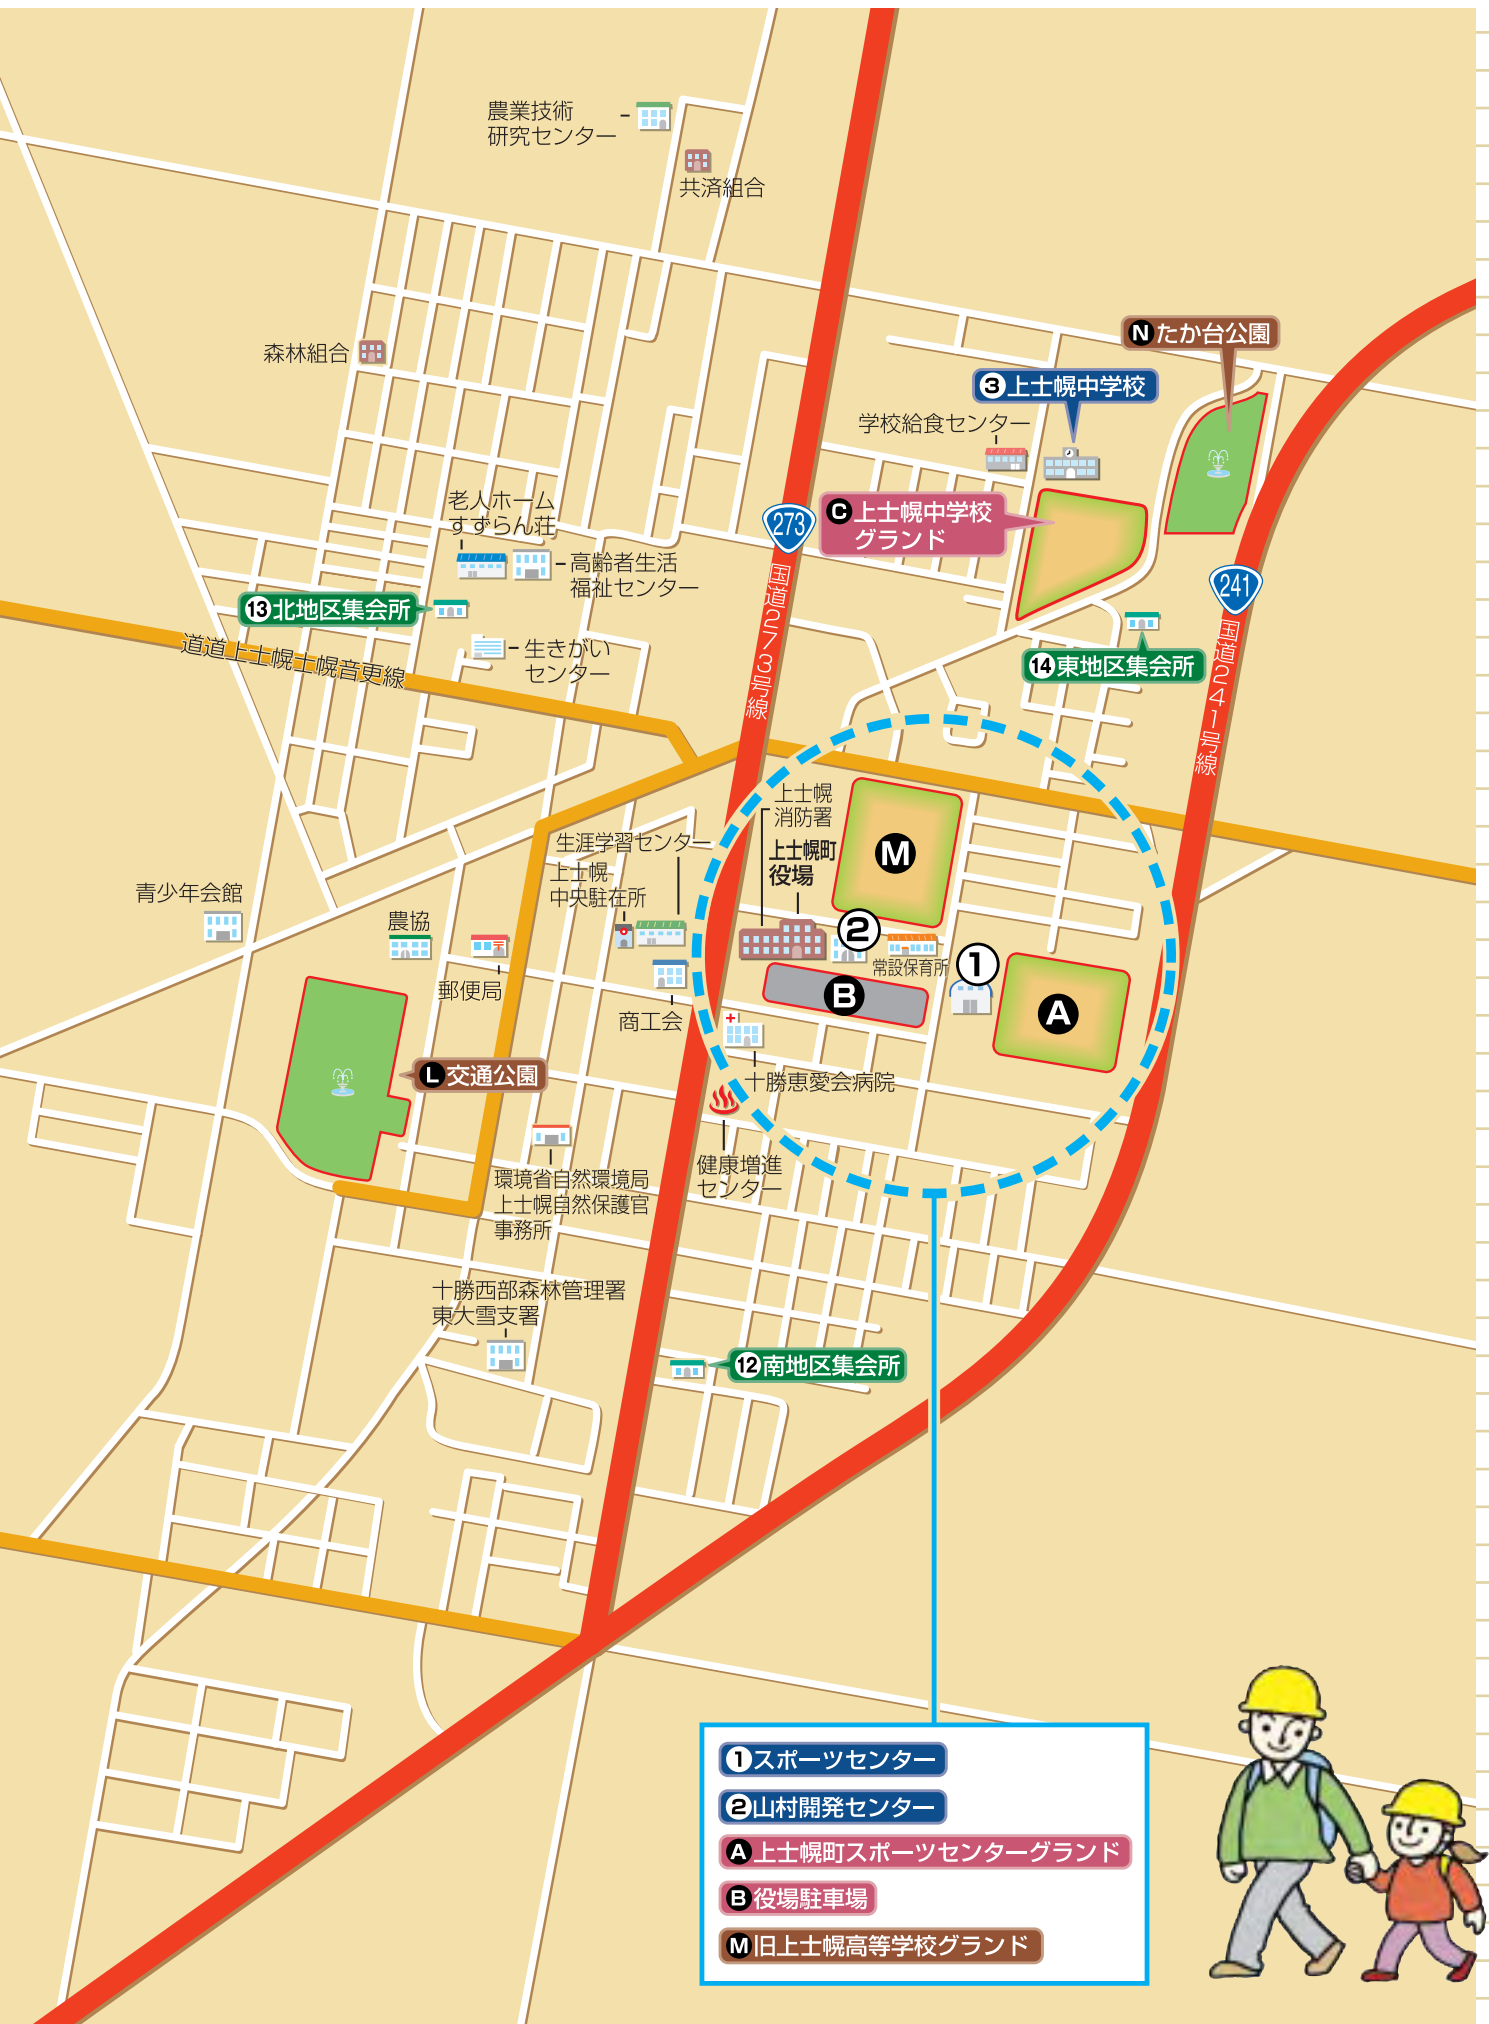 農業技術
研究センター
共済組合
森林組合
Nたか台公園
3上士幌中学校
学校給食センター
C上士幌中学校
グランド
273
国道273号線
241
国道241号線
老人ホーム
すずらん荘
高齢者生活
福祉センター
13北地区集会所
生きがい
センター
道道上士幌士幌音更線
14東地区集会所
上士幌
消防署
上士幌町
役場
M
生涯学習センター
上士幌
中央駐在所
青少年会館
農協
郵便局
商工会
2
常設保育所
1
B
A
十勝恵愛会病院
L交通公園
健康増進
センター
環境省自然環境局
上士幌自然保護官
事務所
十勝西部森林管理署
東大雪支署
12南地区集会所
1スポーツセンター
2山村開発センター
A上士幌町スポーツセンターグランド
B役場駐車場
M旧上士幌高等学校グランド